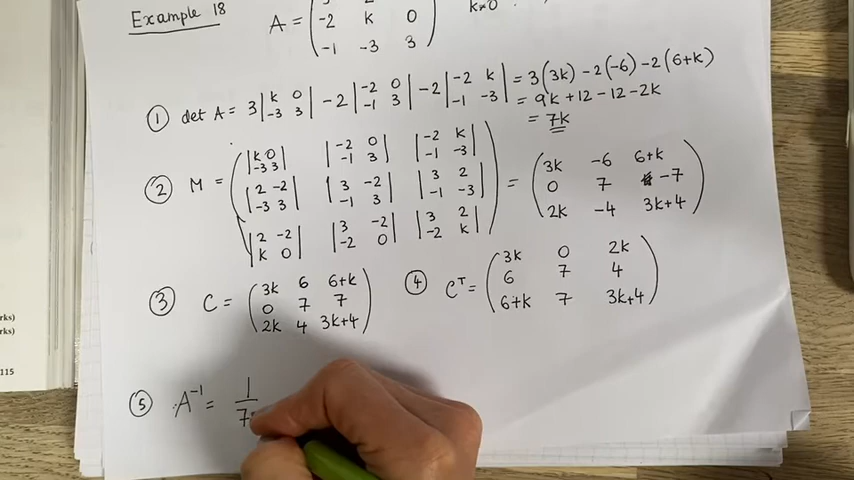 Example 18
A = ( -2 k 0
-1 -3 3 )
k≠0
① det A = 3 |k 0 / -3 3| - 2 |-2 0 / -1 3| - 2 |-2 k / -1 -3| = 3(3k) - 2(-6) - 2(6+k)
= 9k + 12 - 12 - 2k
= 7k
② M = ( |k 0 / -3 3| |-2 0 / -1 3| |-2 k / -1 -3|
|2 -2 / -3 3| |3 -2 / -1 3| |3 2 / -1 -3|
|2 -2 / k 0| |3 -2 / -2 0| |3 2 / -2 k| )
= ( 3k -6 6+k
0 7 -7
2k -4 3k+4 )
③ C = ( 3k 6 6+k
0 7 7
2k 4 3k+4 )
④ Cᵀ = ( 3k 0 2k
6 7 4
6+k 7 3k+4 )
⑤ A⁻¹ = 1 / 7
rks)
rks)
115